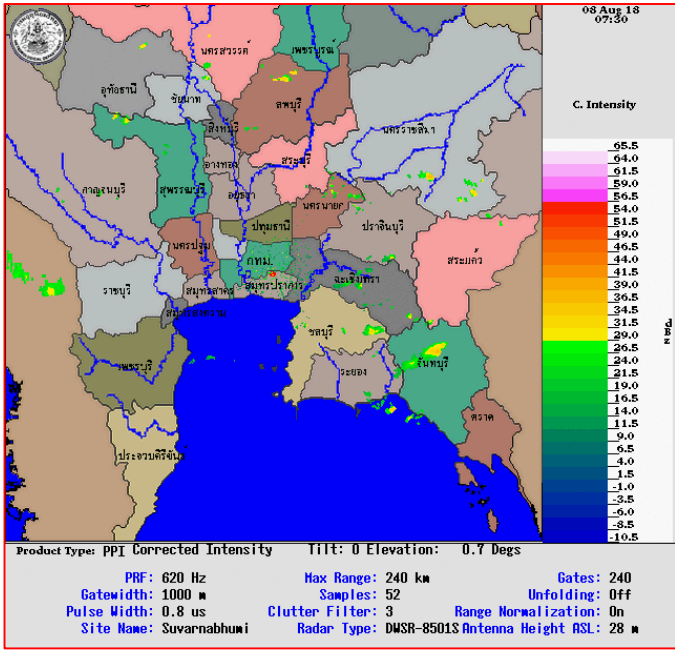 08 Aug 18
07:30
C. Intensity
นครสวรรค์
เพชรบูรณ์
อุทัยธานี
ชัยนาท
ลพบุรี
นครราชสีมา
สิงห์บุรี
อ่างทอง
สระบุรี
กาญจนบุรี
สุพรรณบุรี
อยุธยา
นครนายก
ปราจีนบุรี
ปทุมธานี
นครปฐม
สระแก้ว
กทม.
ราชบุรี
สมุทรสาคร
สมุทรปราการ
ฉะเชิงเทรา
สมุทรสงคราม
ชลบุรี
เพชรบุรี
ระยอง
จันทบุรี
ตราด
ประจวบคีรีขันธ์
65.5
64.0
61.5
59.0
56.5
54.0
51.5
49.0
46.5
44.0
41.5
39.0
36.5
34.0
31.5
29.0
26.5
24.0
21.5
19.0
16.5
14.0
11.5
9.0
6.5
4.0
1.5
-1.0
-3.5
-6.0
-8.5
-10.5
Product Type: PPI Corrected Intensity Tilt: 0 Elevation: 0.7 Degs
PRF: 620 Hz Max Range: 240 km Gates: 240
Gatewidth: 1000 m Samples: 52 Unfolding: Off
Pulse Width: 0.8 us Clutter Filter: 3 Range Normalization: On
Site Name: Suvarnabhumi Radar Type: DWSR-8501S Antenna Height ASL: 28 m